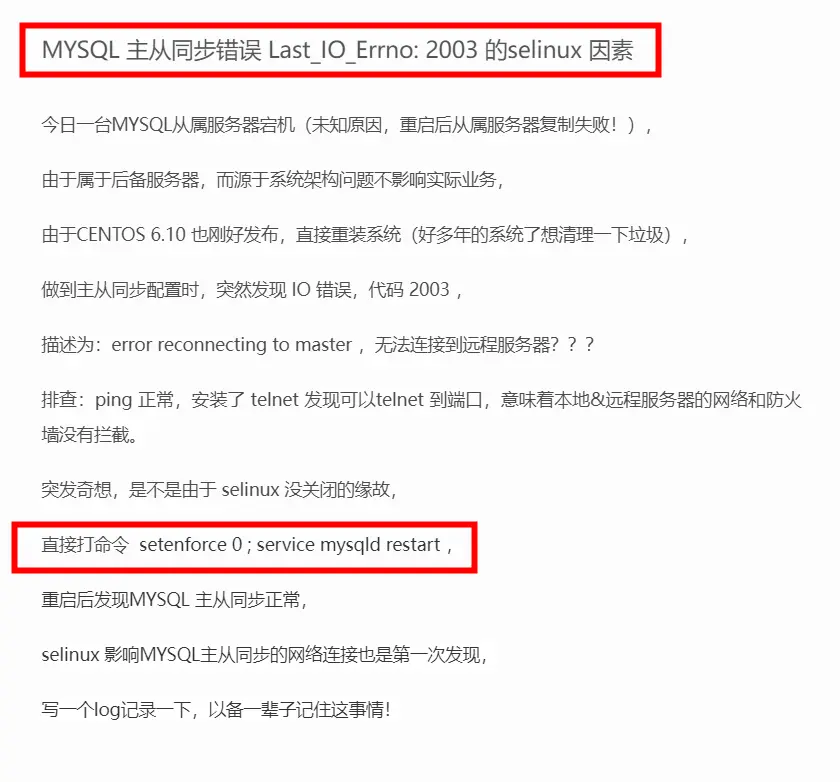 MYSQL 主从同步错误 Last_IO_Errno: 2003 的selinux 因素
今日一台MYSQL从属服务器宕机（未知原因，重启后从属服务器复制失败！），
由于属于后备服务器，而源于系统架构问题不影响实际业务，
由于CENTOS 6.10 也刚好发布，直接重装系统（好多年的系统了想清理一下垃圾），
做到主从同步配置时，突然发现 IO 错误，代码 2003 ，
描述为：error reconnecting to master ，无法连接到远程服务器？？？
排查：ping 正常，安装了 telnet 发现可以telnet 到端口，意味着本地&远程服务器的网络和防火
墙没有拦截。
突发奇想，是不是由于 selinux 没关闭的缘故，
直接打命令 setenforce 0 ; service mysqld restart ，
重启后发现MYSQL 主从同步正常，
selinux 影响MYSQL主从同步的网络连接也是第一次发现，
写一个log记录一下，以备一辈子记住这事情！